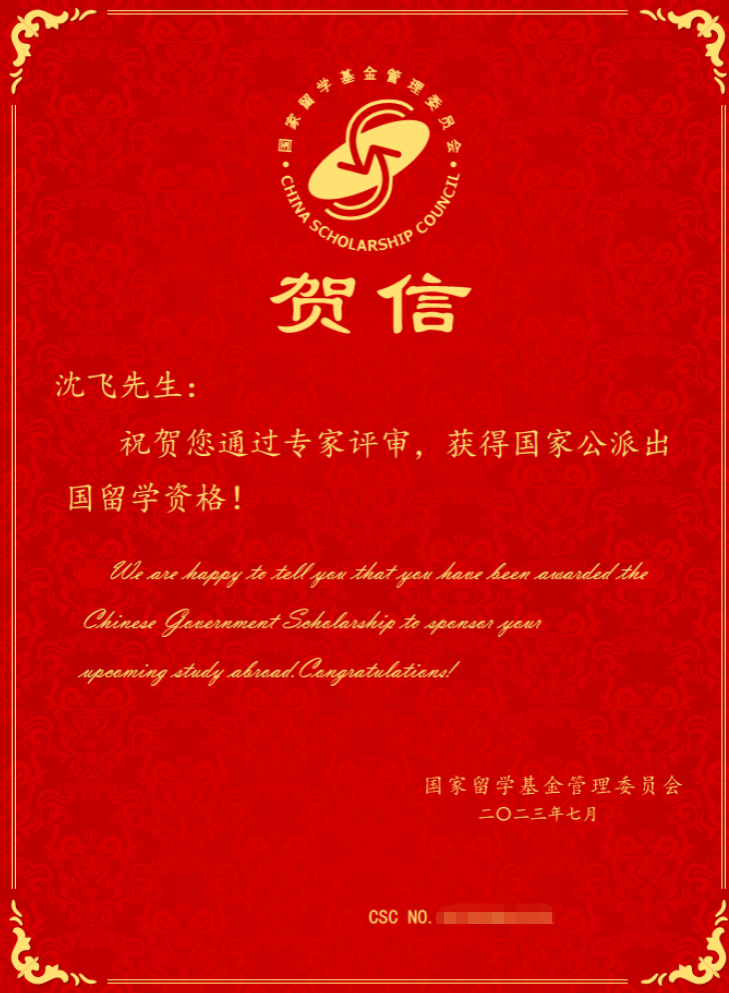 国家留学基金管理委员会
CHINA SCHOLARSHIP COUNCIL
贺信
沈飞先生：
祝贺您通过专家评审，获得国家公派出
国留学资格！
We are happy to tell you that you have been awarded the
Chinese Government Scholarship to sponsor your
upcoming study abroad.Congratulations!
国家留学基金管理委员会
二〇二三年七月
CSC NO.